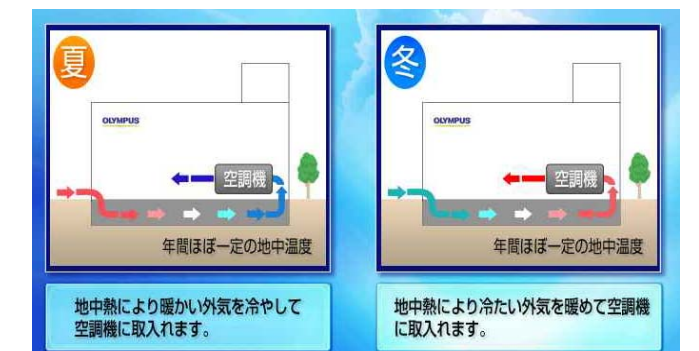 夏
OLYMPUS
空調機
年間ほぼ一定の地中温度
地中熱により暖かい外気を冷やして
空調機に取入れます。
冬
OLYMPUS
空調機
年間ほぼ一定の地中温度
地中熱により冷たい外気を暖めて空調機
に取入れます。